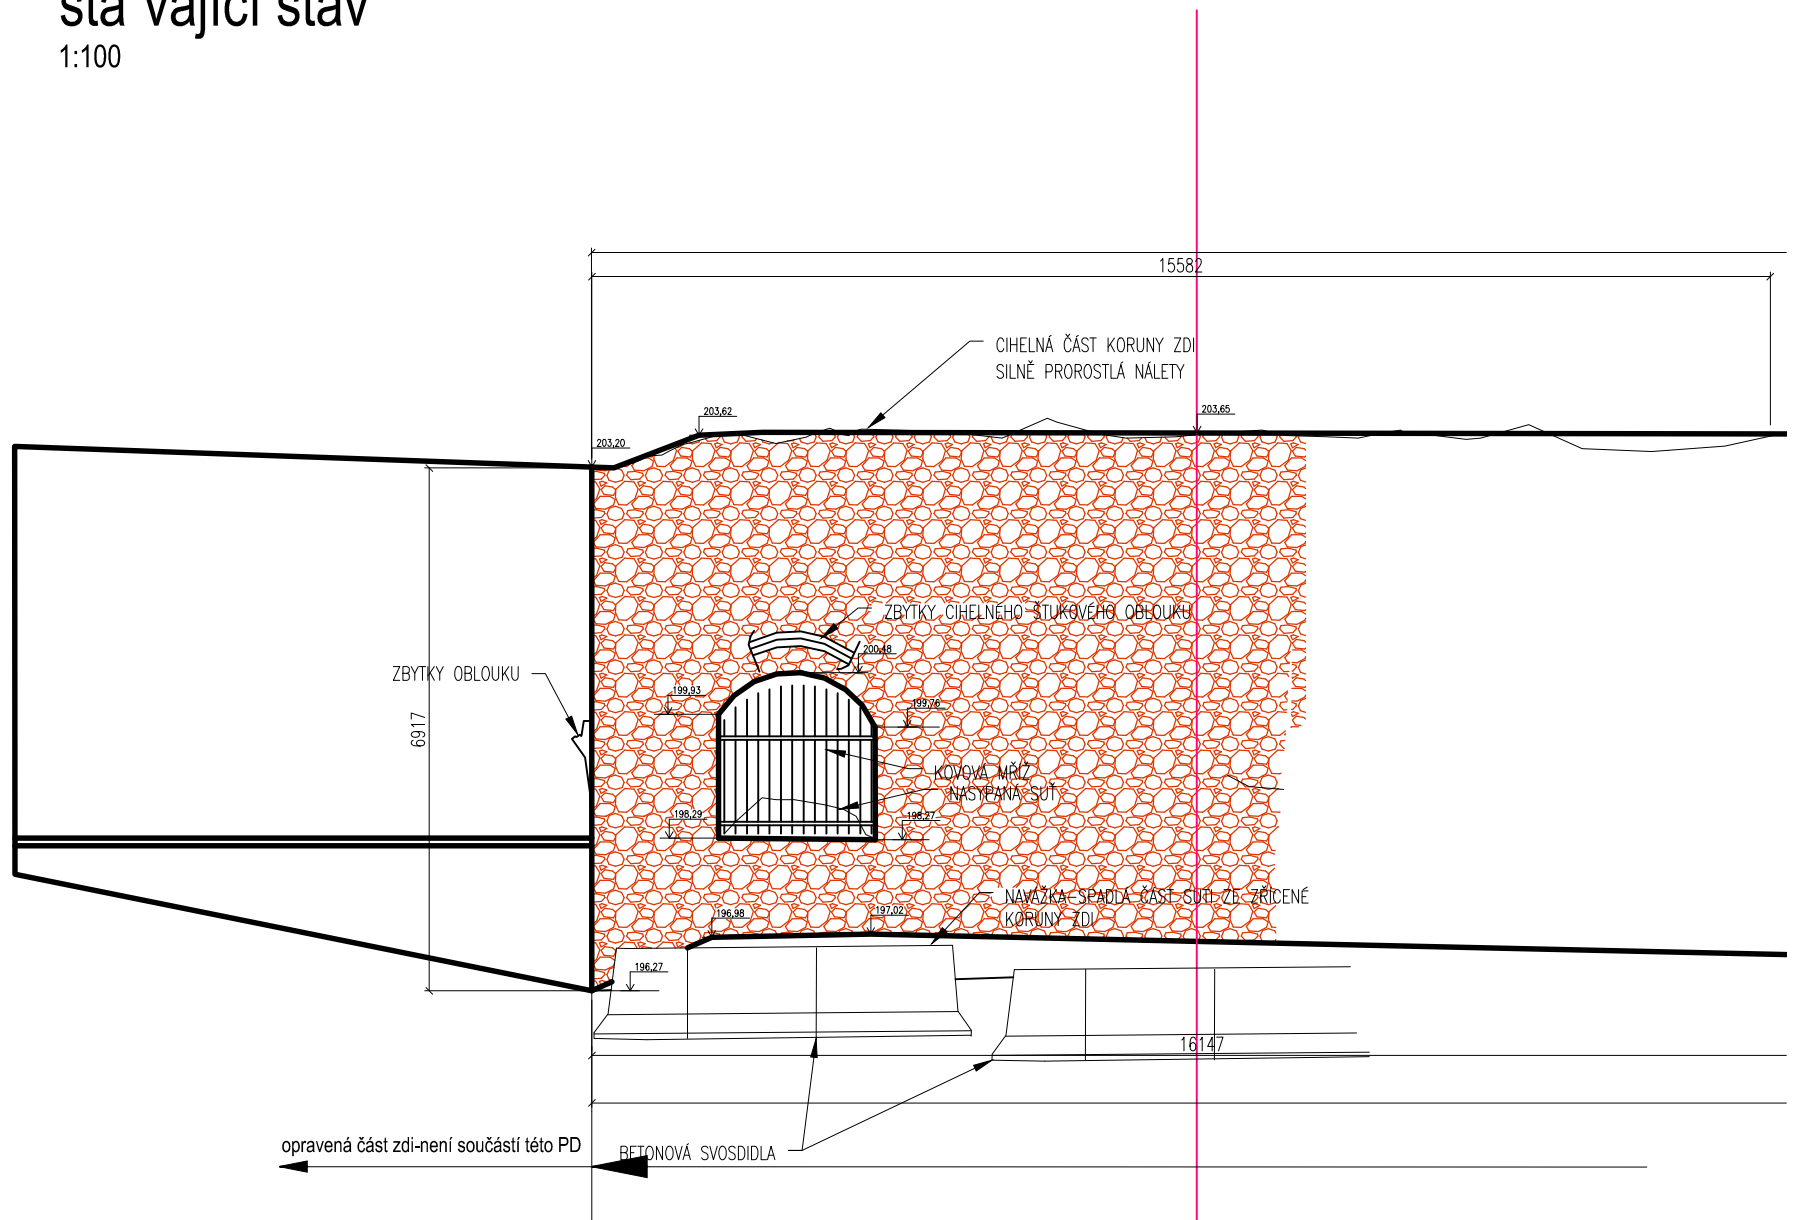 sta vající stav
1:100
15582
CIHELNÁ ČÁST KORUNY ZDI
SILNĚ PROROSTLÁ NÁLETY
203,62
203,65
203,20
ZBYTKY CIHELNÉHO ŠTUKOVÉHO OBLOUKU
200,48
ZBYTKY OBLOUKU
199,93
199,76
6917
KOVOVÁ MŘÍŽ
NASYPANÁ SUŤ
198,29
198,27
NAVÁŽKA-SPADLÁ ČÁST SUTI ZE ZŘÍCENÉ
KORUNY ZDI
196,98
197,02
196,27
16147
opravená část zdi-není součástí této PD
BETONOVÁ SVOSDIDLA